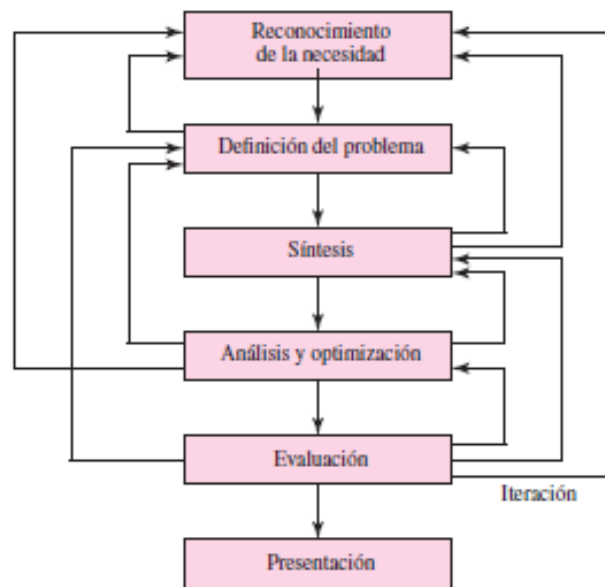 Reconocimiento
de la necesidad
Definición del problema
Síntesis
Análisis y optimización
Evaluación
Iteración
Presentación